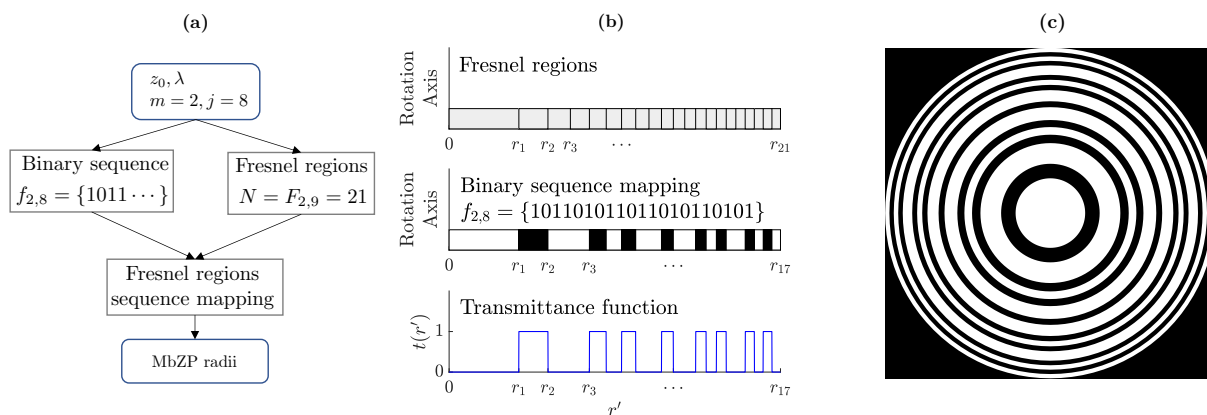 (a)
z₀, λ
m = 2, j = 8
Binary sequence
f₂,₈ = {1011 ⋯}
Fresnel regions
N = F₂,₉ = 21
Fresnel regions
sequence mapping
MbZP radii
(b)
Rotation
Axis
Fresnel regions
0 r₁ r₂ r₃ ⋯ r₂₁
Rotation
Axis
Binary sequence mapping
f₂,₈ = {101101011011010110101}
0 r₁ r₂ r₃ ⋯ r₁₇
t(r′)
Transmittance function
1
0
0 r₁ r₂ r₃ ⋯ r₁₇
r′
(c)